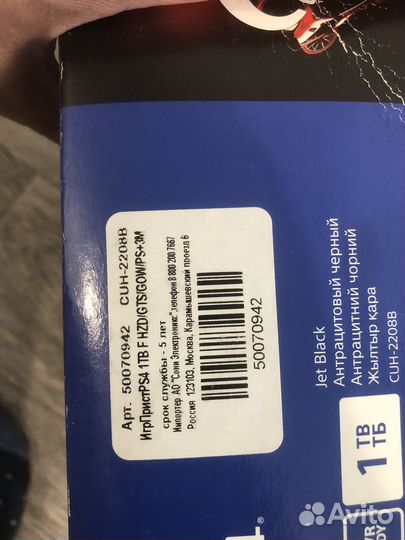 Арт. 50070942 CUH-2208B
ИгрПристPS4 1TB F HZD/GTS/GOW/PS+3M
срок службы - 5 лет
Импортер АО "Сони Электроникс",телефон 8 800 200 7667
Россия 123103, Москва, Карамышевский проезд 6
50070942
Jet Black
Антрацитовый черный
Антрацитний чорний
Жылтыр қара
1 TB
ТБ
CUH-2208B
Avito